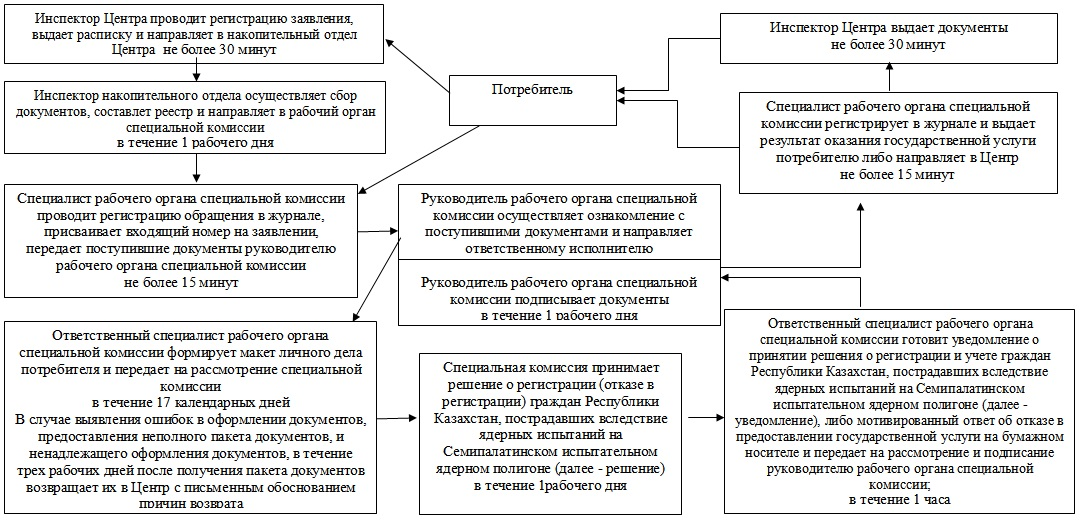 Инспектор Центра проводит регистрацию заявления,
выдает расписку и направляет в накопительный отдел
Центра не более 30 минут
Инспектор накопительного отдела осуществляет сбор
документов, составлет реестр и направляет в рабочий орган
специальной комиссии
в течение 1 рабочего дня
Потребитель
Инспектор Центра выдает документы
не более 30 минут
Специалист рабочего органа специальной
комиссии регистрирует в журнале и выдает
результат оказания государственной услуги
потребителю либо направляет в Центр
не более 15 минут
Специалист рабочего органа специальной комиссии
проводит регистрацию обращения в журнале,
присваивает входящий номер на заявлении,
передает поступившие документы руководителю
рабочего органа специальной комиссии
не более 15 минут
Руководитель рабочего органа специальной
комиссии осуществляет ознакомление с
поступившими документами и направляет
ответственному исполнителю
Руководитель рабочего органа специальной
комиссии подписывает документы
в течение 1 рабочего дня
Ответственный специалист рабочего органа
специальной комиссии формирует макет личного дела
потребителя и передает на рассмотрение специальной
комиссии
в течение 17 календарных дней
В случае выявления ошибок в оформлении документов,
предоставления неполного пакета документов, и
ненадлежащего оформления документов, в течение
трех рабочих дней после получения пакета документов
возвращает их в Центр с письменным обоснованием
причин возврата
Специальная комиссия принимает
решение о регистрации (отказе в
регистрации) граждан Республики
Казахстан, пострадавших вследствие
ядерных испытаний на
Семипалатинском испытательном
ядерном полигоне (далее - решение)
в течение 1рабочего дня
Ответственный специалист рабочего органа
специальной комиссии готовит уведомление о
принятии решения о регистрации и учете граждан
Республики Казахстан, пострадавших вследствие
ядерных испытаний на Семипалатинском
испытательном ядерном полигоне (далее -
уведомление), либо мотивированный ответ об отказе в
предоставлении государственной услуги на бумажном
носителе и передает на рассмотрение и подписание
руководителю рабочего органа специальной
комиссии;
в течение 1 часа